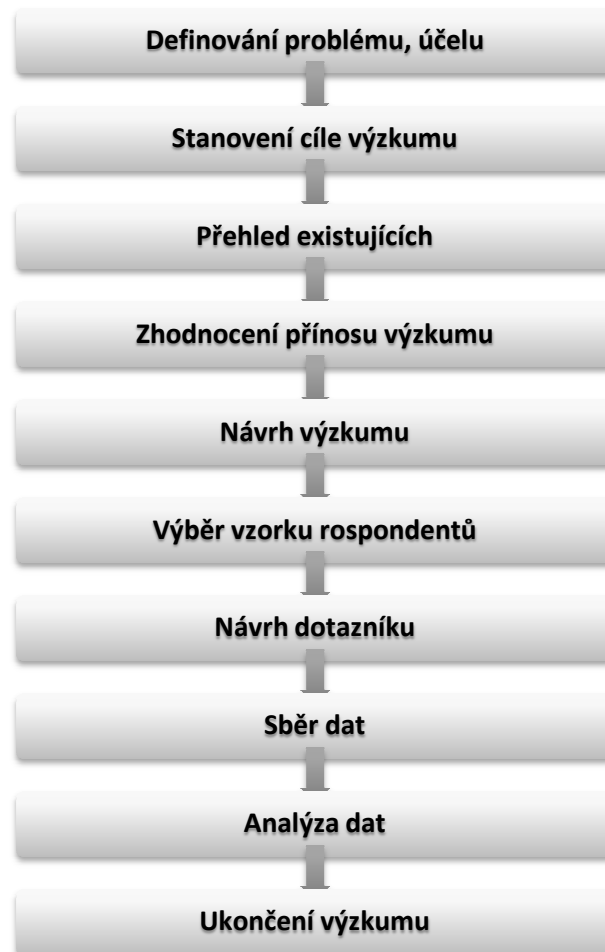 Definování problému, účelu
Stanovení cíle výzkumu
Přehled existujících
Zhodnocení přínosu výzkumu
Návrh výzkumu
Výběr vzorku rospondentů
Návrh dotazníku
Sběr dat
Analýza dat
Ukončení výzkumu